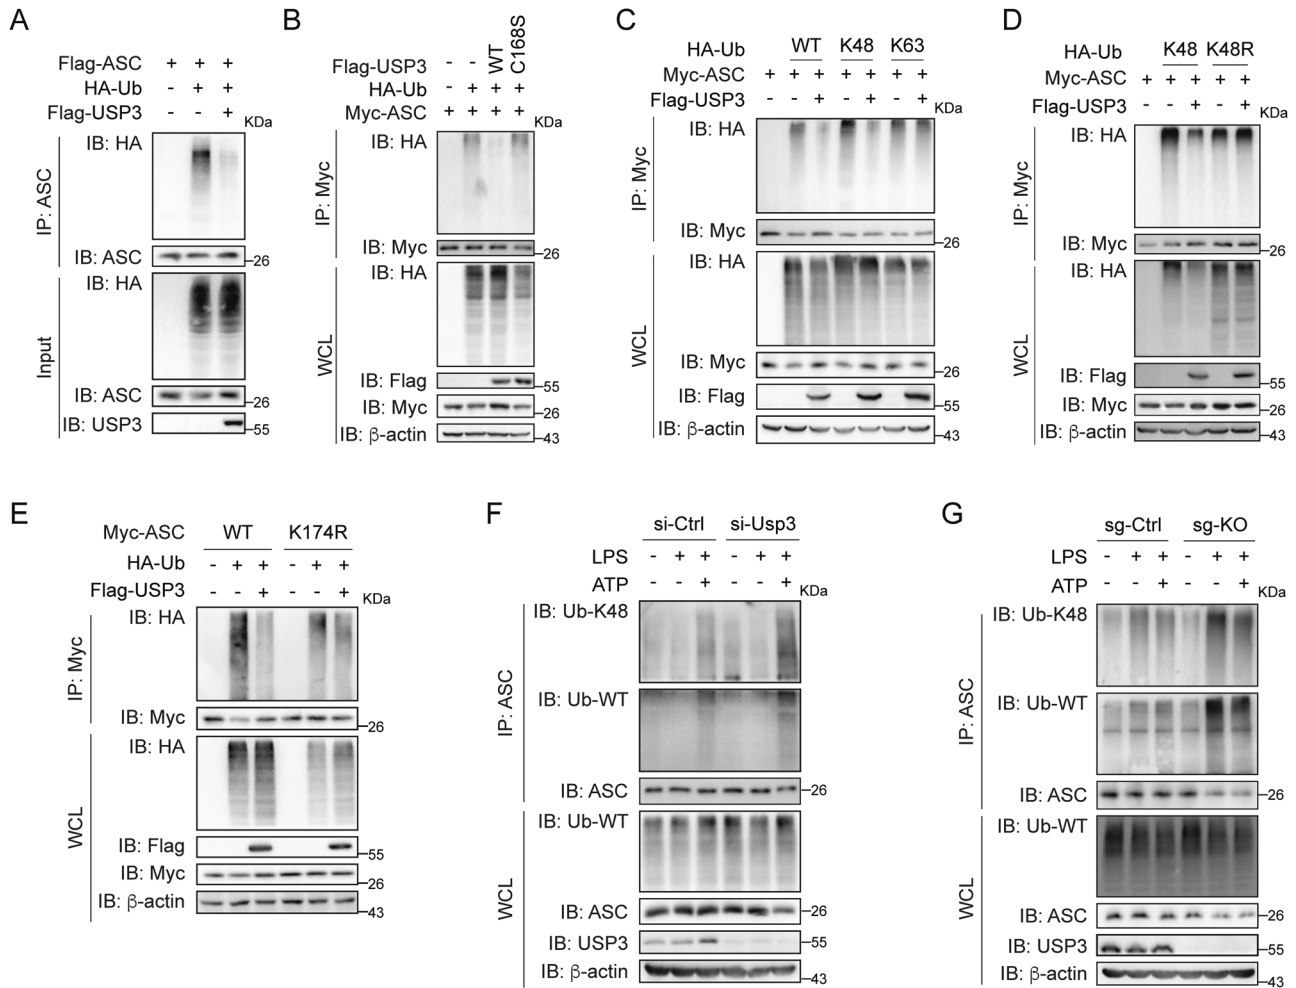 A
Flag-ASC + + +
HA-Ub - + +
Flag-USP3 - - +
KDa
IP: ASC
IB: HA
IB: ASC
26
Input
IB: HA
IB: ASC
26
IB: USP3
55
B
Flag-USP3 - - WT C168S
HA-Ub - + + +
Myc-ASC + + + +
KDa
IP: Myc
IB: HA
IB: Myc
26
WCL
IB: HA
IB: Flag
55
IB: Myc
26
IB: β-actin
43
C
HA-Ub WT K48 K63
Myc-ASC + + + + + + +
Flag-USP3 - - + - + - +
KDa
IP: Myc
IB: HA
IB: Myc
26
WCL
IB: HA
IB: Myc
26
IB: Flag
55
IB: β-actin
43
D
HA-Ub K48 K48R
Myc-ASC + + + + +
Flag-USP3 - - + - +
KDa
IP: Myc
IB: HA
IB: Myc
26
WCL
IB: HA
IB: Flag
55
IB: Myc
26
IB: β-actin
43
E
Myc-ASC WT K174R
HA-Ub - + + - + +
Flag-USP3 - - + - - +
KDa
IP: Myc
IB: HA
IB: Myc
26
WCL
IB: HA
IB: Flag
55
IB: Myc
26
IB: β-actin
43
F
si-Ctrl si-Usp3
LPS - + + - + +
ATP - - + - - +
KDa
IP: ASC
IB: Ub-K48
IB: Ub-WT
IB: ASC
26
WCL
IB: Ub-WT
IB: ASC
26
IB: USP3
55
IB: β-actin
43
G
sg-Ctrl sg-KO
LPS - + + - + +
ATP - - + - - +
KDa
IP: ASC
IB: Ub-K48
IB: Ub-WT
IB: ASC
26
WCL
IB: Ub-WT
IB: ASC
26
IB: USP3
55
IB: β-actin
43